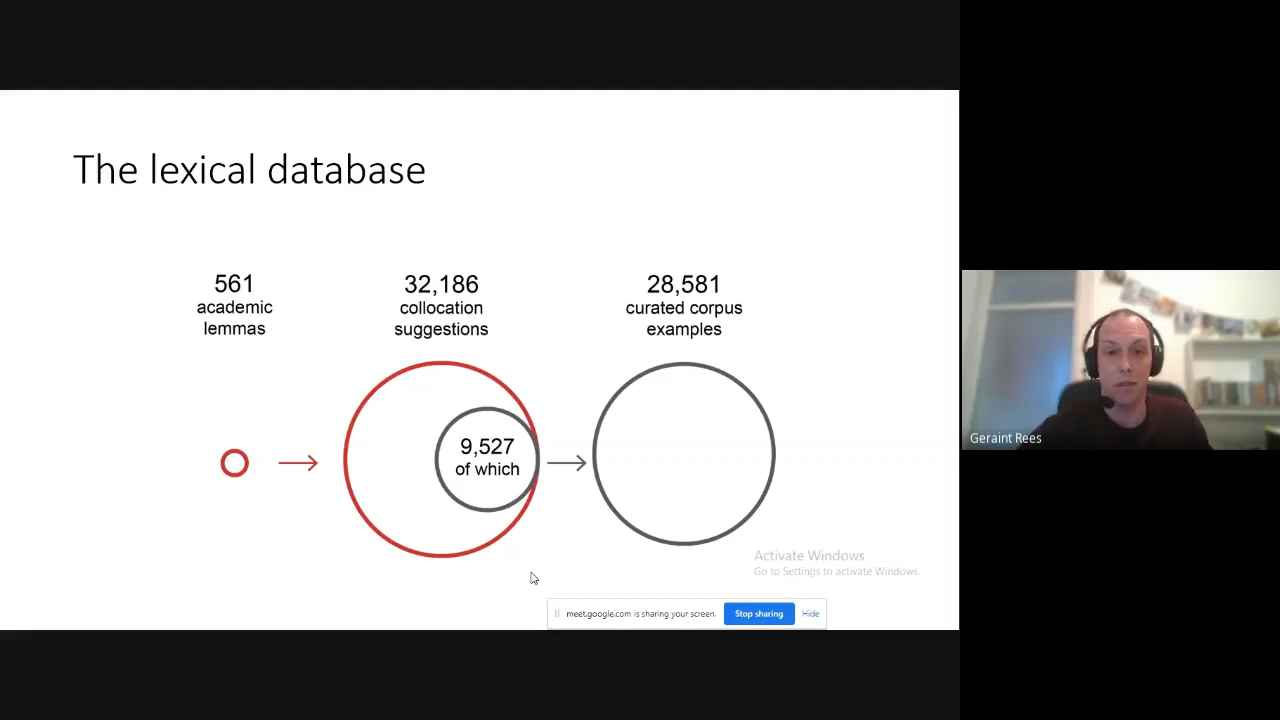 The lexical database
561
academic
lemmas
32,186
collocation
suggestions
28,581
curated corpus
examples
9,527
of which
Activate Windows
Go to Settings to activate Windows.
meet.google.com is sharing your screen.
Stop sharing
Hide
Geraint Rees